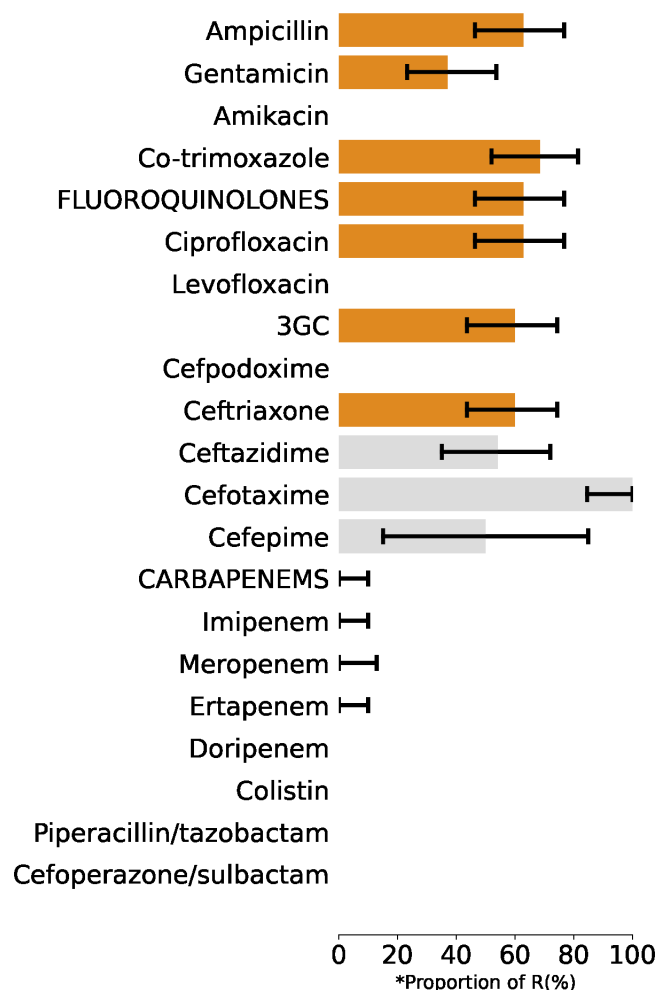 Ampicillin
Gentamicin
Amikacin
Co-trimoxazole
FLUOROQUINOLONES
Ciprofloxacin
Levofloxacin
3GC
Cefpodoxime
Ceftriaxone
Ceftazidime
Cefotaxime
Cefepime
CARBAPENEMS
Imipenem
Meropenem
Ertapenem
Doripenem
Colistin
Piperacillin/tazobactam
Cefoperazone/sulbactam
0 20 40 60 80 100
*Proportion of R(%)